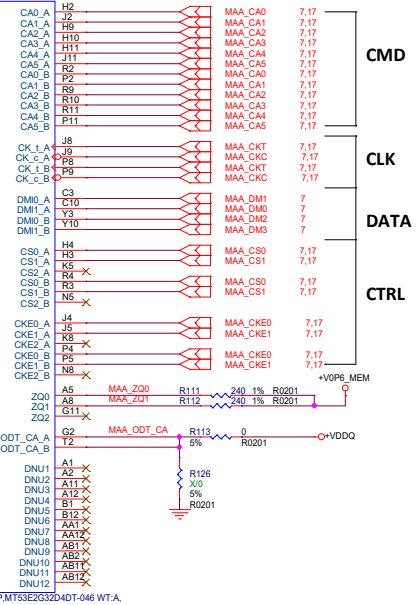 CA0_A H2 MAA_CA0 7,17
CA1_A J2 MAA_CA1 7,17
CA2_A H9 MAA_CA2 7,17
CA3_A H10 MAA_CA3 7,17
CA4_A H11 MAA_CA4 7,17
CA5_A J11 MAA_CA5 7,17
CA0_B R2 MAA_CA0 7,17
CA1_B P2 MAA_CA1 7,17
CA2_B R9 MAA_CA2 7,17
CA3_B R10 MAA_CA3 7,17
CA4_B R11 MAA_CA4 7,17
CA5_B P11 MAA_CA5 7,17
CMD
CK_t_A J8 MAA_CKT 7,17
CK_c_A J9 MAA_CKC 7,17
CK_t_B P8 MAA_CKT 7,17
CK_c_B P9 MAA_CKC 7,17
CLK
DMI0_A C3 MAA_DM1 7
DMI1_A C10 MAA_DM0 7
DMI0_B Y3 MAA_DM2 7
DMI1_B Y10 MAA_DM3 7
DATA
CS0_A H4 MAA_CS0 7,17
CS1_A H3 MAA_CS1 7,17
CS2_A K5
CS0_B R4 MAA_CS0 7,17
CS1_B R3 MAA_CS1 7,17
CS2_B N5
CTRL
CKE0_A J4 MAA_CKE0 7,17
CKE1_A J5 MAA_CKE1 7,17
CKE2_A K8
CKE0_B P4 MAA_CKE0 7,17
CKE1_B P5 MAA_CKE1 7,17
CKE2_B N8
+V0P6_MEM
ZQ0 A5 MAA_ZQ0 R111 240 1% R0201
ZQ1 A8 MAA_ZQ1 R112 240 1% R0201
ZQ2 G11
ODT_CA_A G2 MAA_ODT_CA R113 0 +VDDQ
ODT_CA_B T2 5% R0201
R126
X/0
5%
R0201
DNU1 A1
DNU2 A2
DNU3 A11
DNU4 A12
DNU5 B1
DNU6 B12
DNU7 AA1
DNU8 AA12
DNU9 AB1
DNU10 AB2
DNU11 AB11
DNU12 AB12
P,MT53E2G32D4DT-046 WT:A,